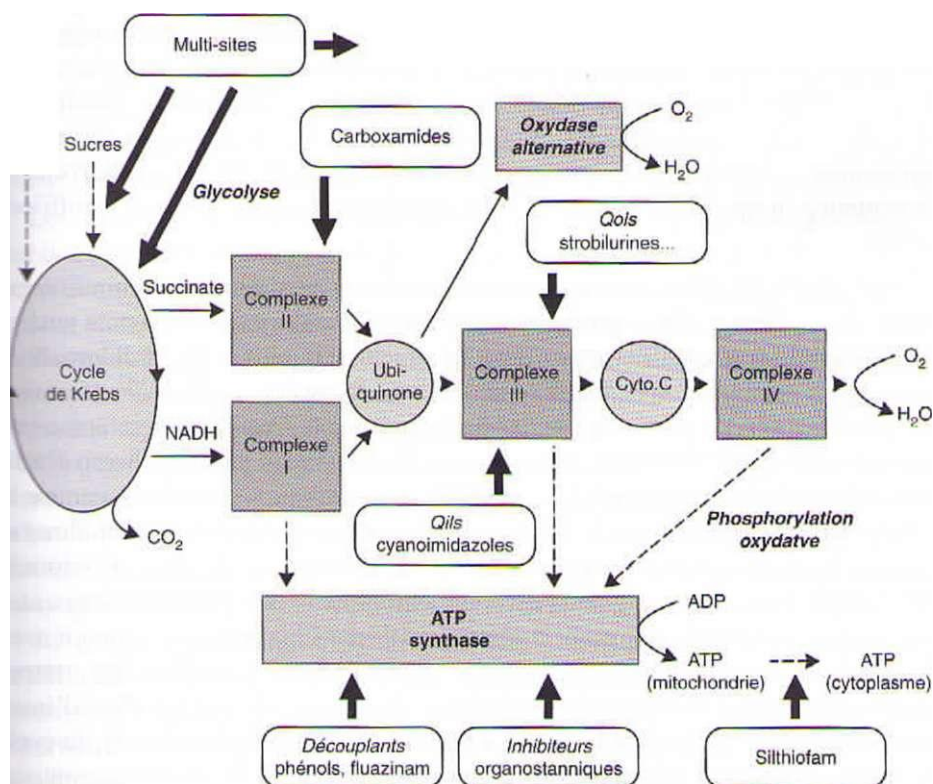 Multi-sites
Sucres
Glycolyse
Carboxamides
Oxydase
alternative
O₂
H₂O
QoIs
strobilurines...
Succinate
Complexe
II
Cycle
de Krebs
Ubi-
quinone
Complexe
III
Cyto.C
Complexe
IV
O₂
H₂O
NADH
Complexe
I
CO₂
QiIs
cyanoimidazoles
Phosphorylation
oxydatve
ATP
synthase
ADP
ATP
(mitochondrie)
ATP
(cytoplasme)
Découplants
phénols, fluazinam
Inhibiteurs
organostanniques
Silthiofam